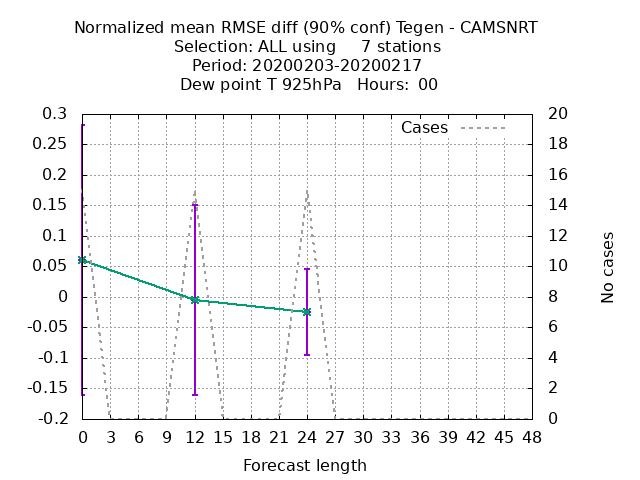 Normalized mean RMSE diff (90% conf) Tegen - CAMSNRT
Selection: ALL using     7 stations
Period: 20200203-20200217
Dew point T 925hPa   Hours:  00
Cases
0.3
0.25
0.2
0.15
0.1
0.05
0
-0.05
-0.1
-0.15
-0.2
20
18
16
14
12
10
8
6
4
2
0
No cases
0 3 6 9 12 15 18 21 24 27 30 33 36 39 42 45 48
Forecast length